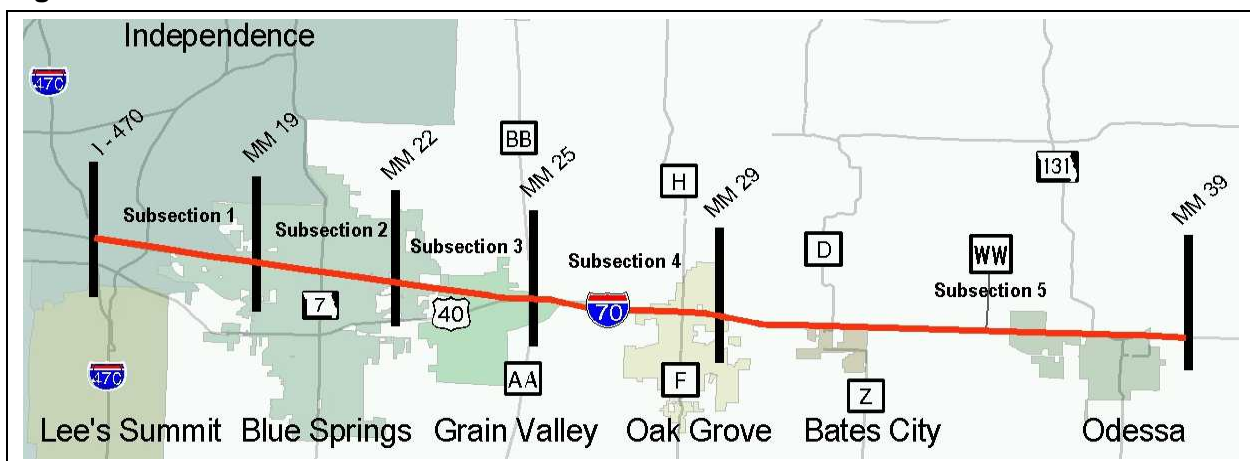 Independence
470
I - 470
MM 19
MM 22
BB
MM 25
H
MM 29
131
MM 39
Subsection 1
Subsection 2
Subsection 3
Subsection 4
D
WW
Subsection 5
7
40
70
470
AA
F
Z
Lee's Summit
Blue Springs
Grain Valley
Oak Grove
Bates City
Odessa